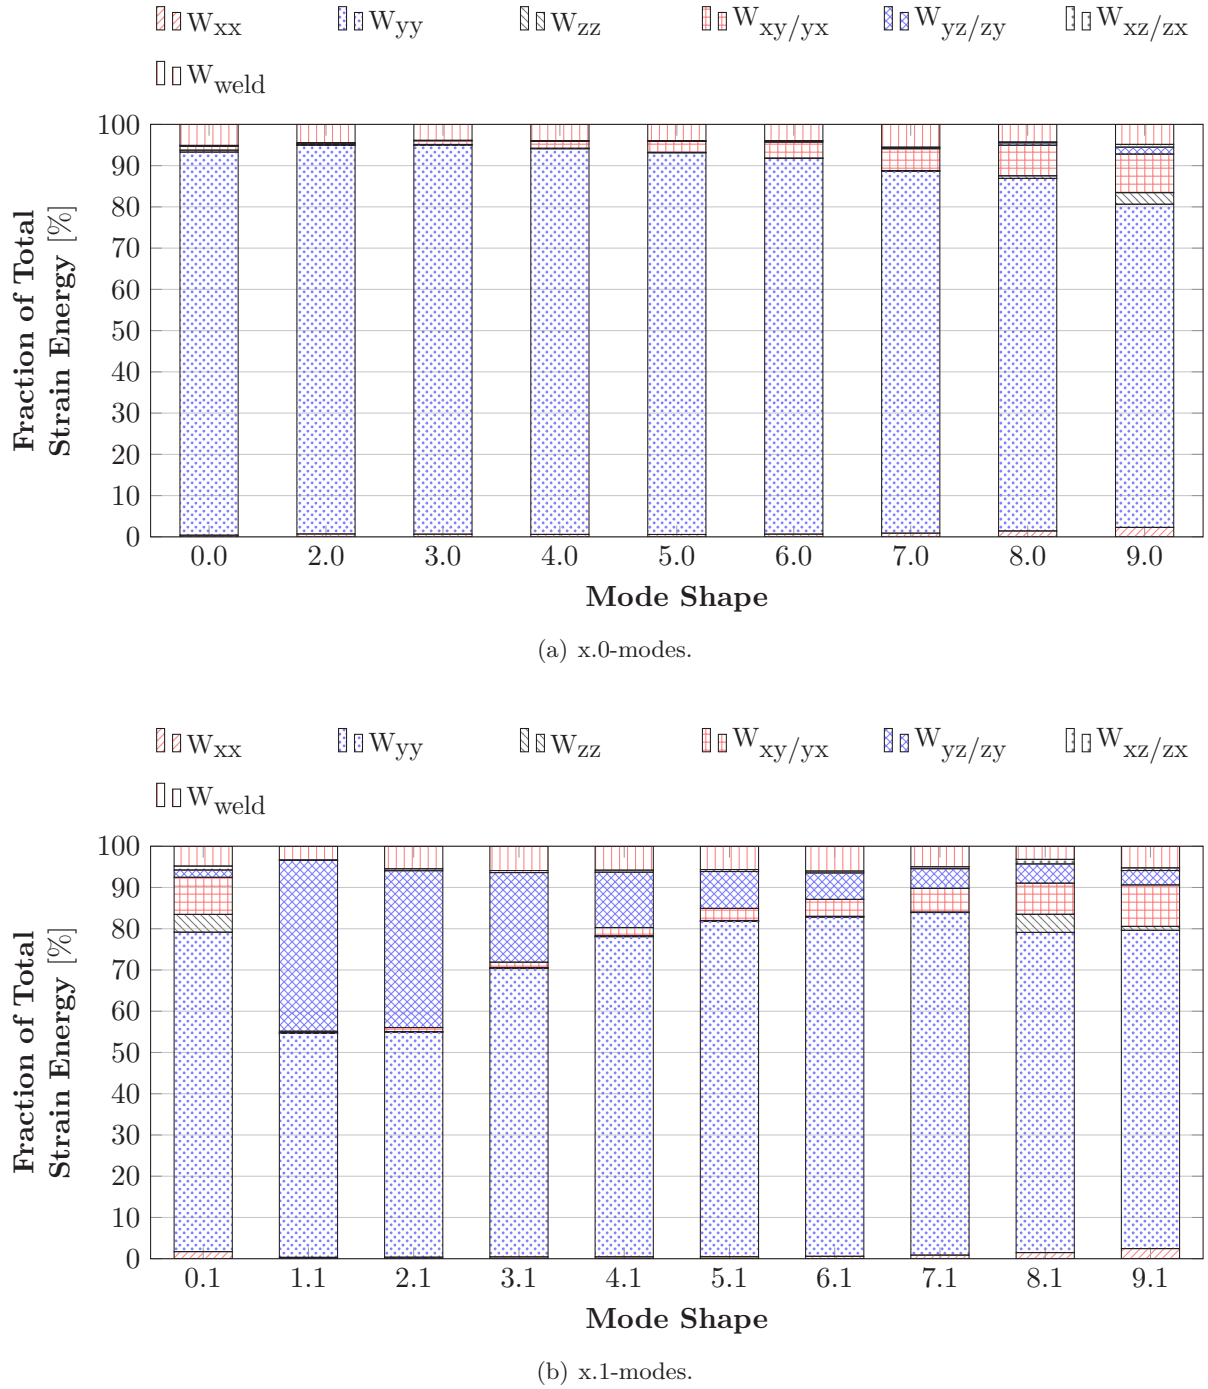 Wxx Wyy Wzz Wxy/yx Wyz/zy Wxz/zx
Wweld
100
90
80
70
60
50
40
30
20
10
0
Fraction of Total
Strain Energy [%]
0.0 2.0 3.0 4.0 5.0 6.0 7.0 8.0 9.0
Mode Shape
(a) x.0-modes.
Wxx Wyy Wzz Wxy/yx Wyz/zy Wxz/zx
Wweld
100
90
80
70
60
50
40
30
20
10
0
Fraction of Total
Strain Energy [%]
0.1 1.1 2.1 3.1 4.1 5.1 6.1 7.1 8.1 9.1
Mode Shape
(b) x.1-modes.